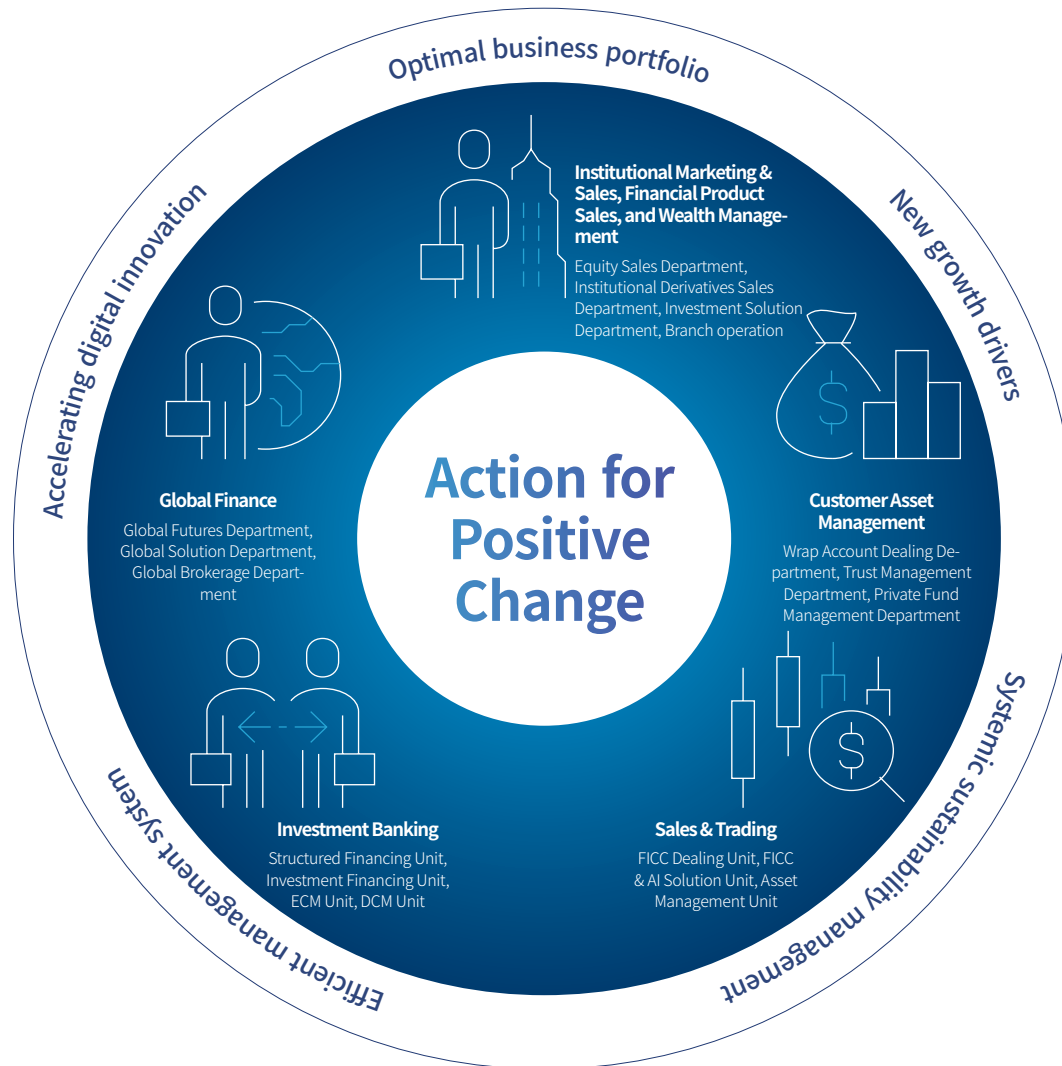 Optimal business portfolio
New growth drivers
Systemic sustainability management
Efficient management system
Accelerating digital innovation
Institutional Marketing &
Sales, Financial Product
Sales, and Wealth Manage-
ment
Equity Sales Department,
Institutional Derivatives Sales
Department, Investment Solution
Department, Branch operation
$
Customer Asset
Management
Wrap Account Dealing De-
partment, Trust Management
Department, Private Fund
Management Department
$
Sales & Trading
FICC Dealing Unit, FICC
& AI Solution Unit, Asset
Management Unit
Investment Banking
Structured Financing Unit,
Investment Financing Unit,
ECM Unit, DCM Unit
Global Finance
Global Futures Department,
Global Solution Department,
Global Brokerage Depart-
ment
Action for
Positive
Change